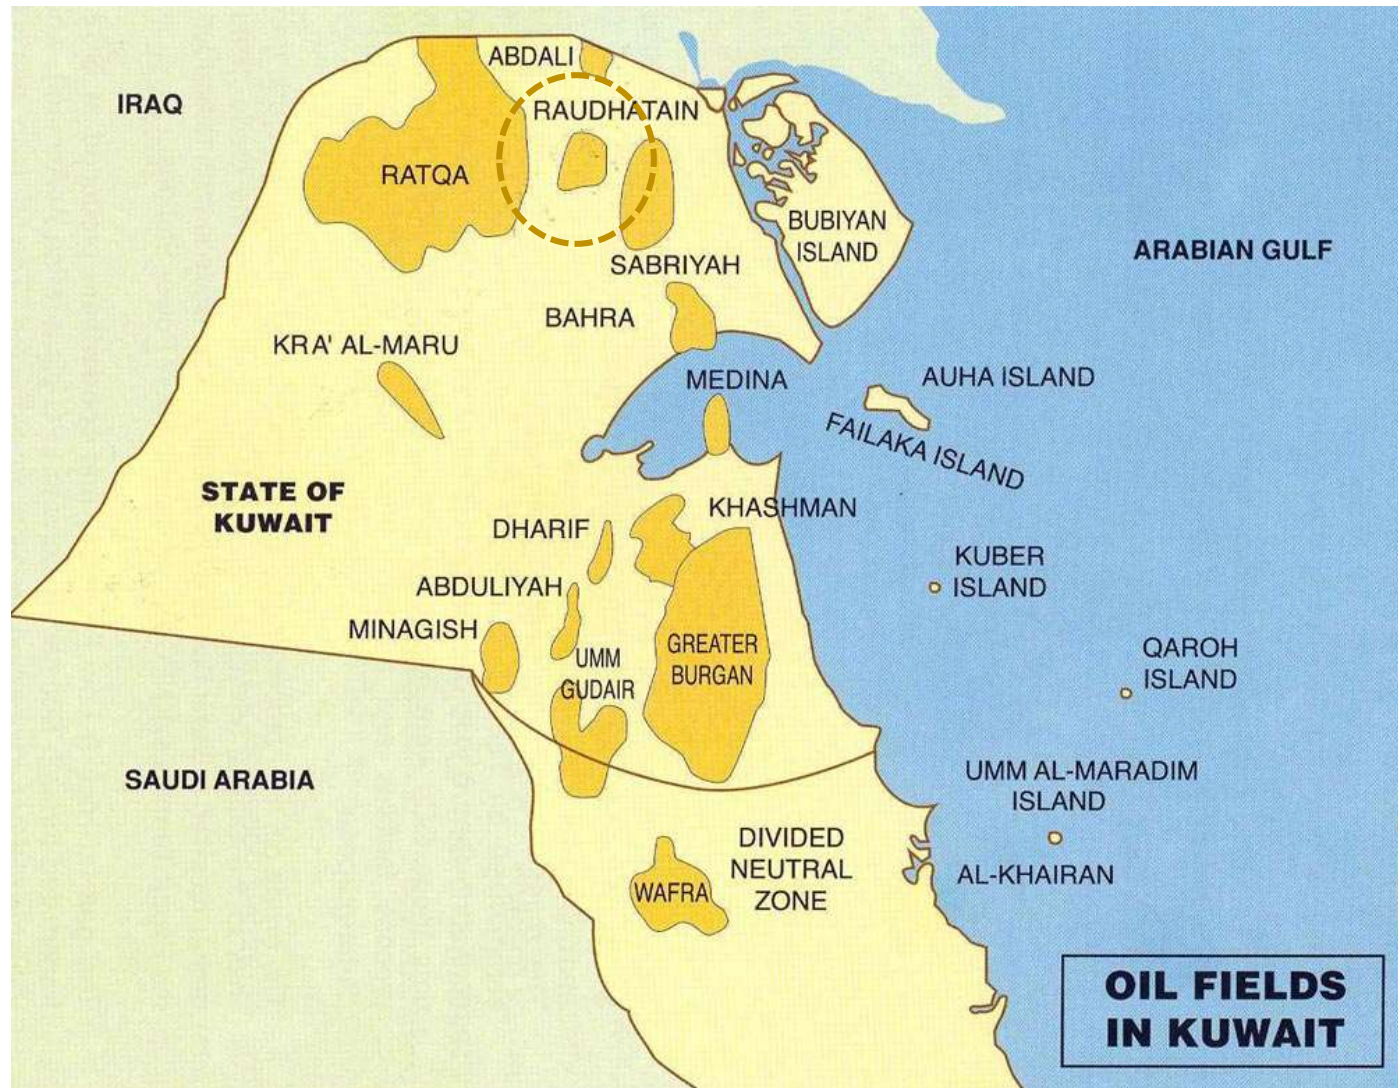 ABDALI
IRAQ
RAUDHATAIN
RATQA
BUBIYAN
ISLAND
ARABIAN GULF
SABRIYAH
BAHRA
KRA' AL-MARU
MEDINA
AUHA ISLAND
FAILAKA ISLAND
STATE OF
KUWAIT
KHASHMAN
DHARIF
KUBER
ISLAND
ABDULIYAH
MINAGISH
GREATER
BURGAN
UMM
GUDAIR
QAROH
ISLAND
SAUDI ARABIA
UMM AL-MARADIM
ISLAND
DIVIDED
NEUTRAL
ZONE
AL-KHAIRAN
WAFRA
OIL FIELDS
IN KUWAIT